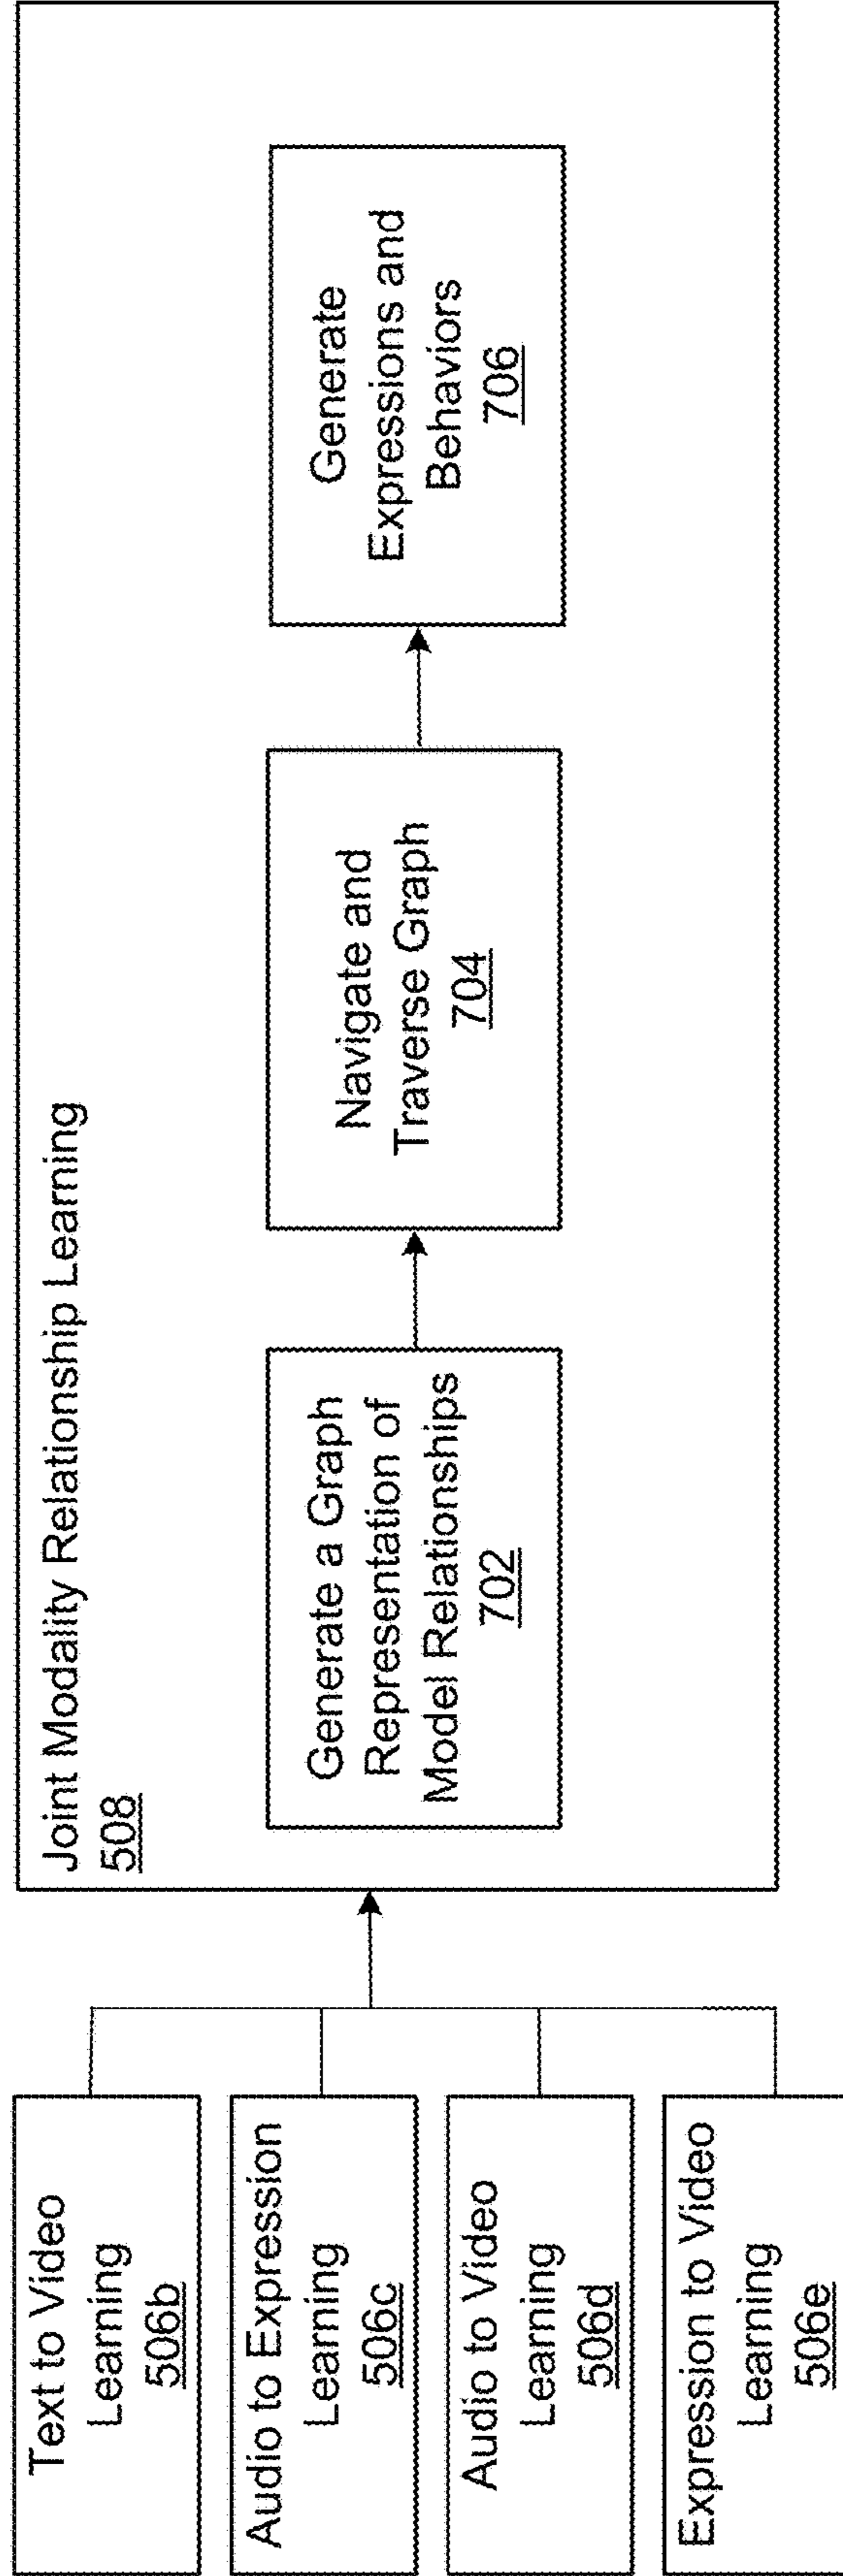 Text to Video
Learning
506b
Audio to Expression
Learning
506c
Audio to Video
Learning
506d
Expression to Video
Learning
506e
Joint Modality Relationship Learning
508
Generate a Graph
Representation of
Model Relationships
702
Navigate and
Traverse Graph
704
Generate
Expressions and
Behaviors
706